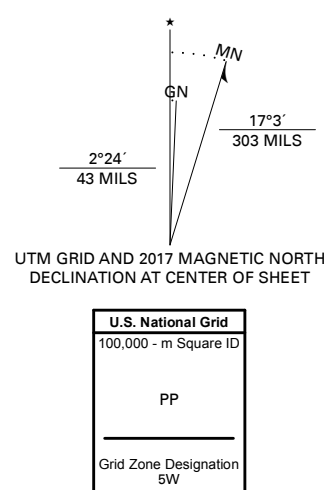 ★
MN
GN
17°3´
303 MILS
2°24´
43 MILS
UTM GRID AND 2017 MAGNETIC NORTH
DECLINATION AT CENTER OF SHEET
U.S. National Grid
100,000 - m Square ID
PP
Grid Zone Designation
5W